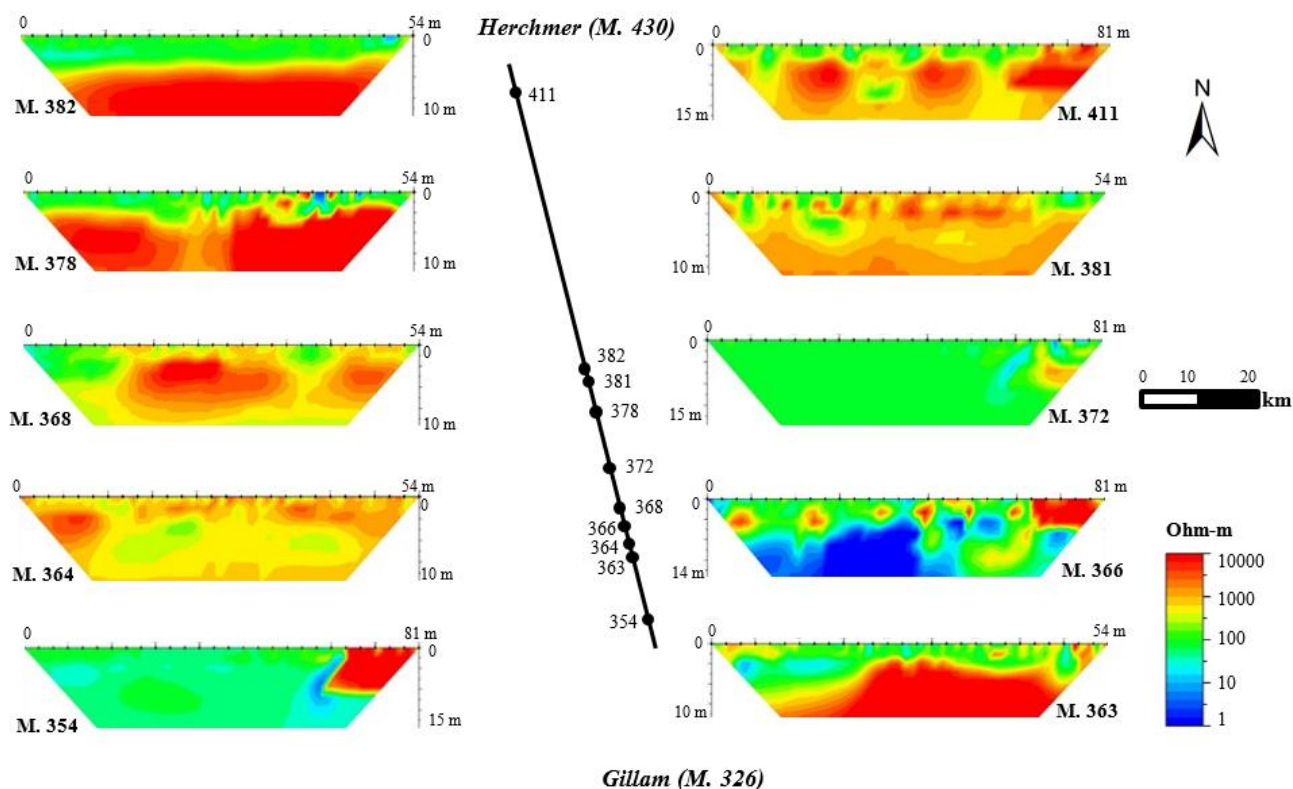 0
54 m
0
M. 382
10 m
0
54 m
0
M. 378
10 m
0
54 m
0
M. 368
10 m
0
54 m
0
M. 364
10 m
0
81 m
0
M. 354
15 m
Herchmer (M. 430)
411
382
381
378
372
368
366
364
363
354
Gillam (M. 326)
0
81 m
0
15 m
M. 411
0
54 m
0
10 m
M. 381
0
81 m
0
15 m
M. 372
0
81 m
0
14 m
M. 366
0
54 m
0
10 m
M. 363
N
0 10 20
km
Ohm-m
10000
1000
100
10
1